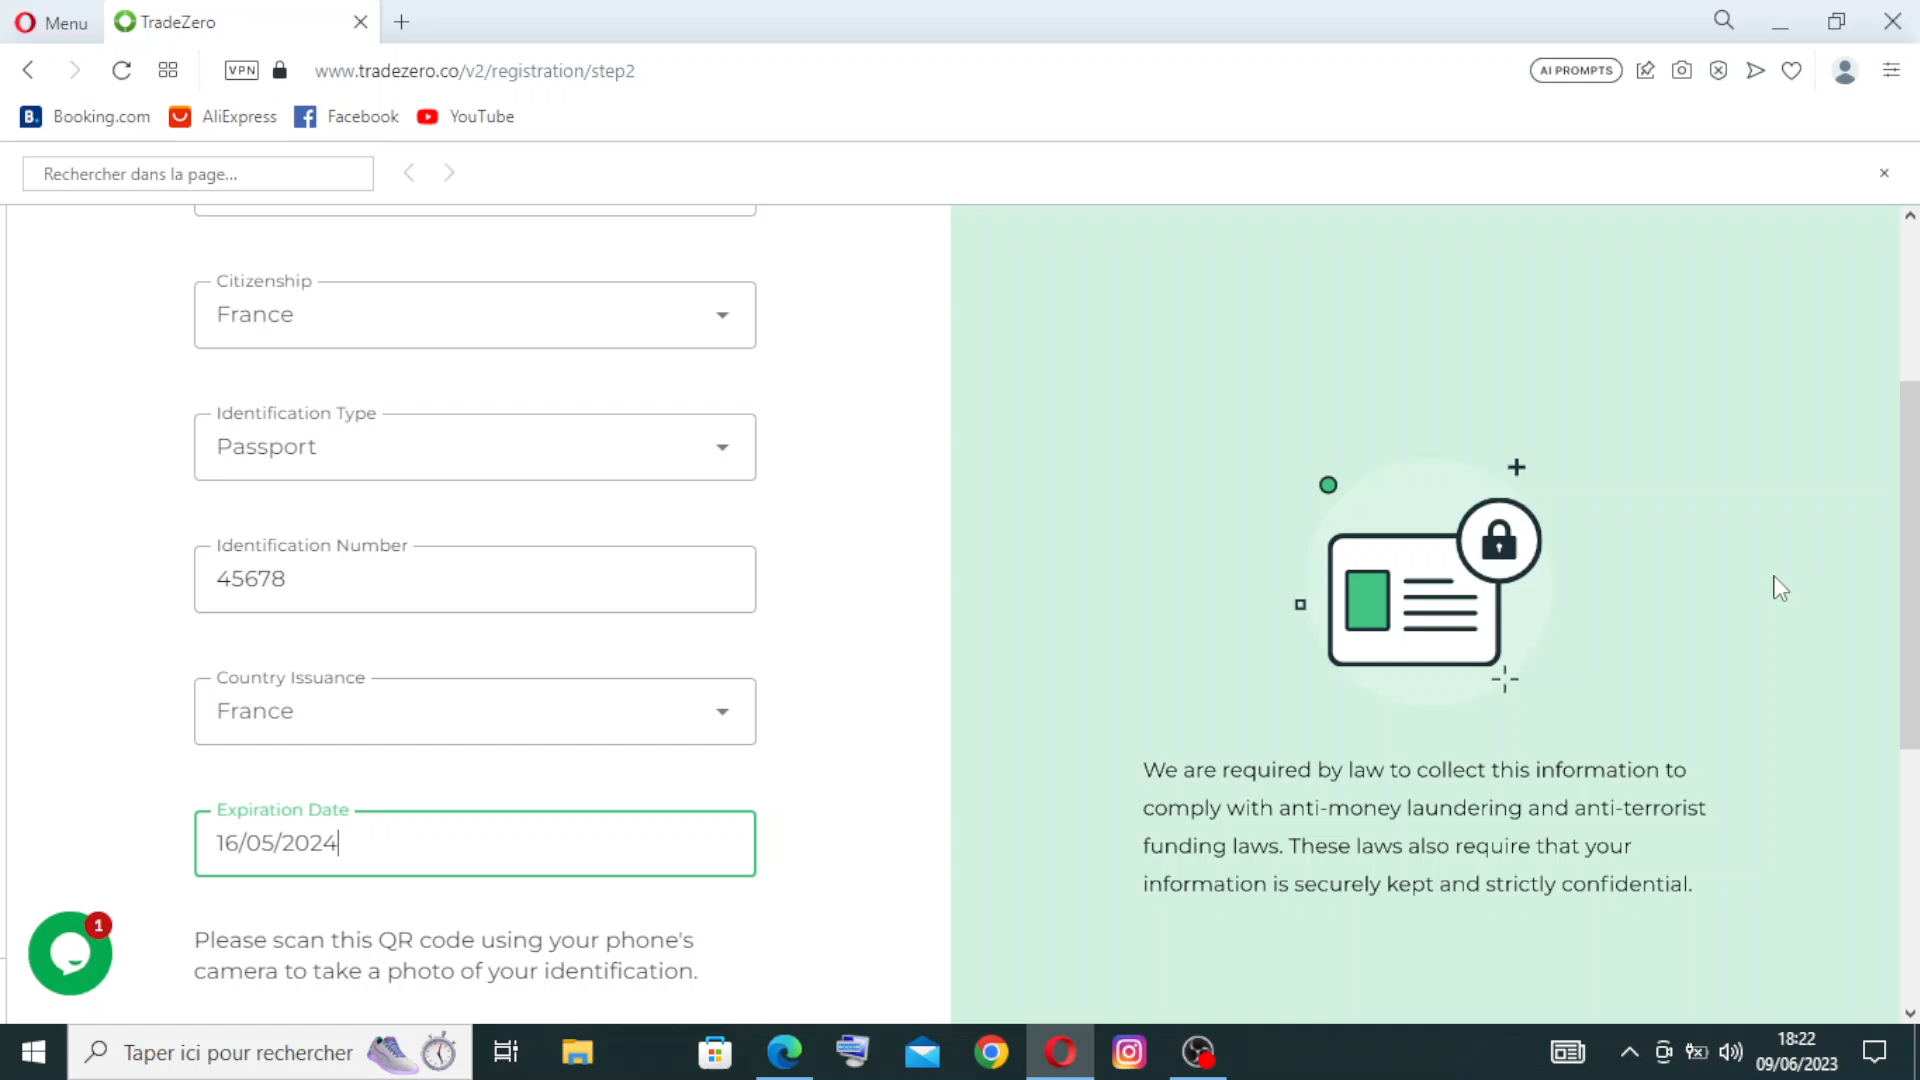 Menu
TradeZero
VPN
www.tradezero.co/v2/registration/step2
AI PROMPTS
B.
Booking.com
AliExpress
Facebook
YouTube
Rechercher dans la page...
Citizenship
France
Identification Type
Passport
Identification Number
45678
Country Issuance
France
Expiration Date
16/05/2024
Please scan this QR code using your phone's
camera to take a photo of your identification.
1
We are required by law to collect this information to
comply with anti-money laundering and anti-terrorist
funding laws. These laws also require that your
information is securely kept and strictly confidential.
Taper ici pour rechercher
18:22
09/06/2023